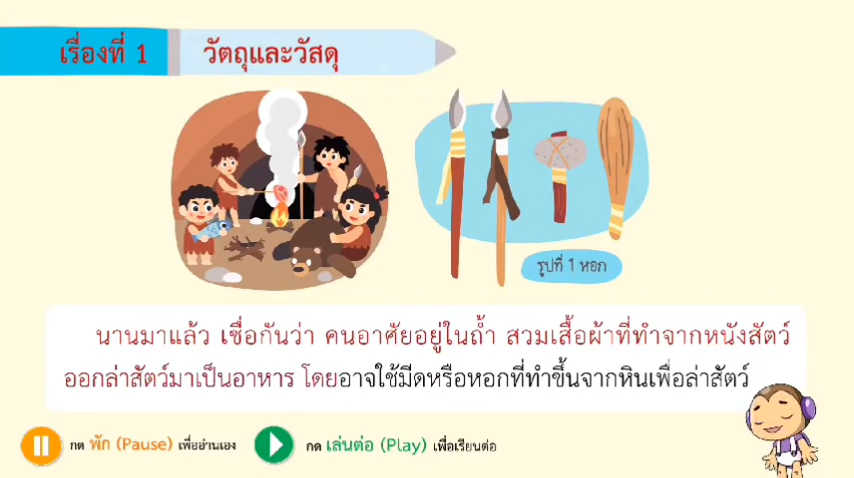 เรื่องที่ 1 วัตถุและวัสดุ
รูปที่ 1 หอก
นานมาแล้ว เชื่อกันว่า คนอาศัยอยู่ในถ้ำ สวมเสื้อผ้าที่ทำจากหนังสัตว์
ออกล่าสัตว์มาเป็นอาหาร โดยอาจใช้มีดหรือหอกที่ทำขึ้นจากหินเพื่อล่าสัตว์
กด พัก (Pause) เพื่ออ่านเอง กด เล่นต่อ (Play) เพื่อเรียนต่อ